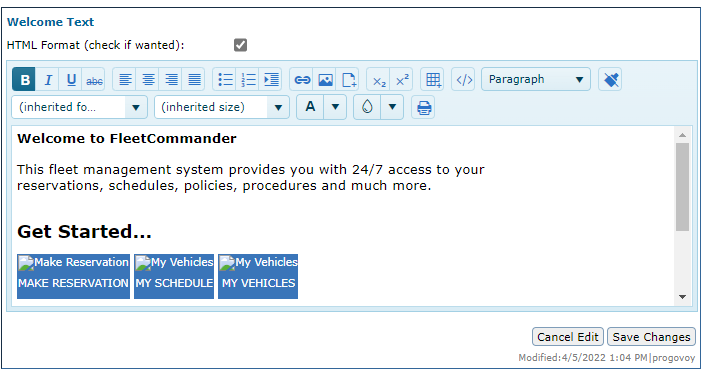 Welcome Text
HTML Format (check if wanted):
B I U abc x₂ x² </> Paragraph
(inherited fo... (inherited size) A
Welcome to FleetCommander
This fleet management system provides you with 24/7 access to your
reservations, schedules, policies, procedures and much more.
Get Started...
Make Reservation My Vehicles My Vehicles
MAKE RESERVATION MY SCHEDULE MY VEHICLES
Cancel Edit Save Changes
Modified:4/5/2022 1:04 PM|progovoy